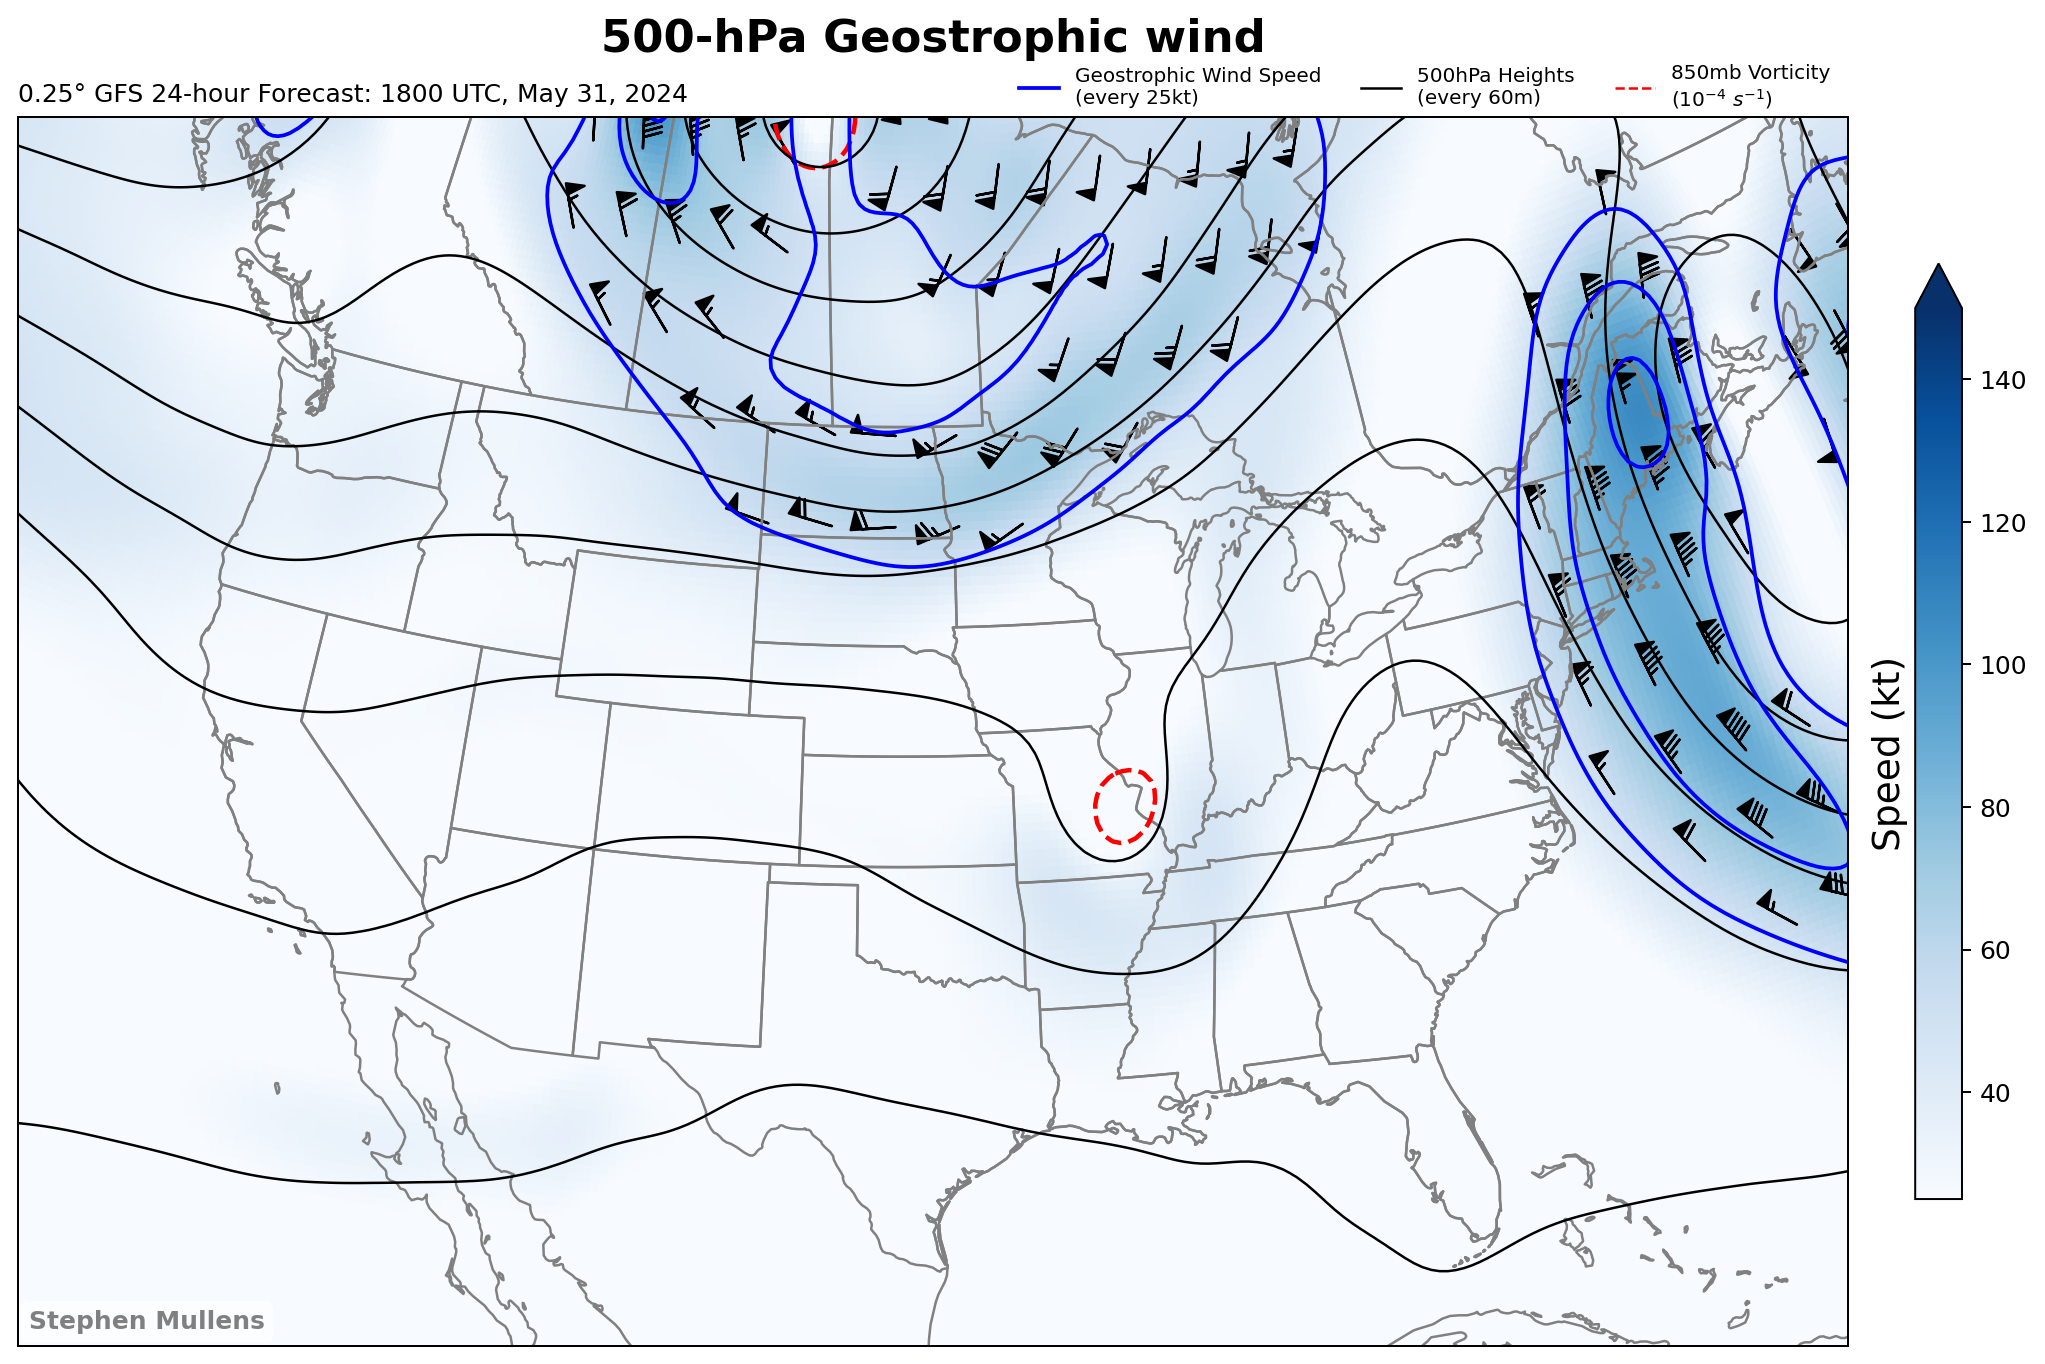 500-hPa Geostrophic wind
0.25° GFS 24-hour Forecast: 1800 UTC, May 31, 2024
Geostrophic Wind Speed
(every 25kt)
500hPa Heights
(every 60m)
850mb Vorticity
(10⁻⁴ s⁻¹)
140
120
100
80
60
40
Speed (kt)
Stephen Mullens